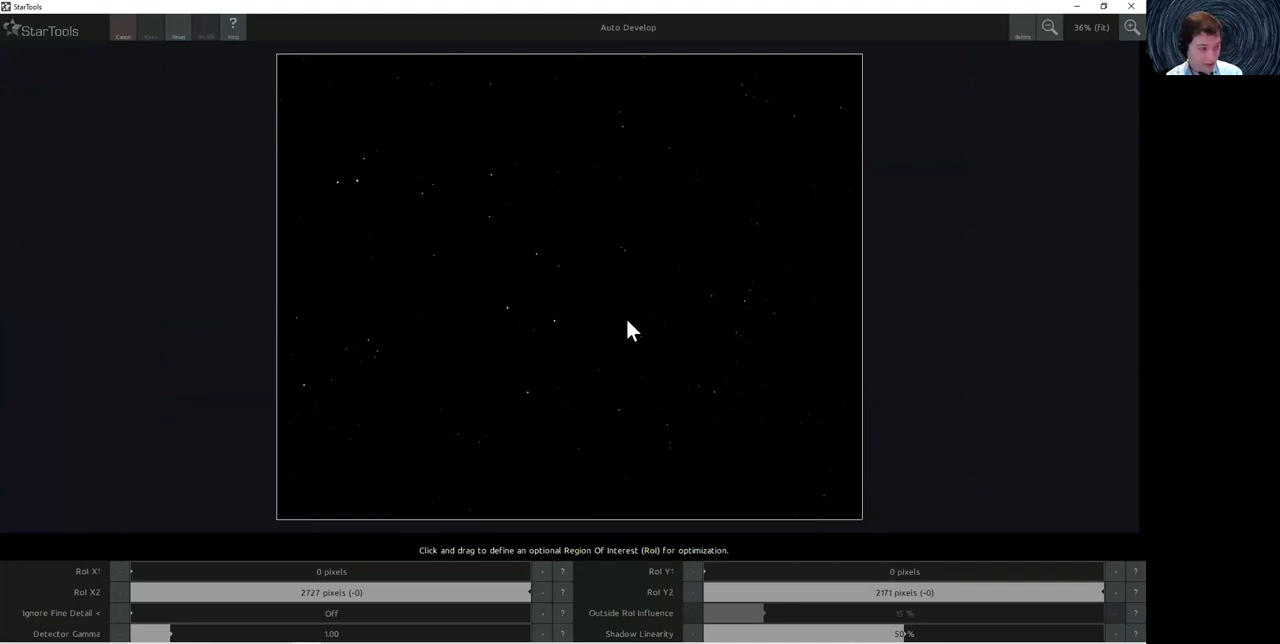 StarTools
StarTools
Cancel
Reset
?
Help
Auto Develop
Before
36% (fit)
Click and drag to define an optional Region Of Interest (RoI) for optimization.
RoI X1 - 0 pixels + ?
RoI Y1 - 0 pixels + ?
RoI X2 - 2727 pixels (-0) + ?
RoI Y2 - 2171 pixels (-0) + ?
Ignore Fine Detail < - Off + ?
Outside RoI Influence - 15 % + ?
Detector Gamma - 1.00 + ?
Shadow Linearity - 50 % + ?